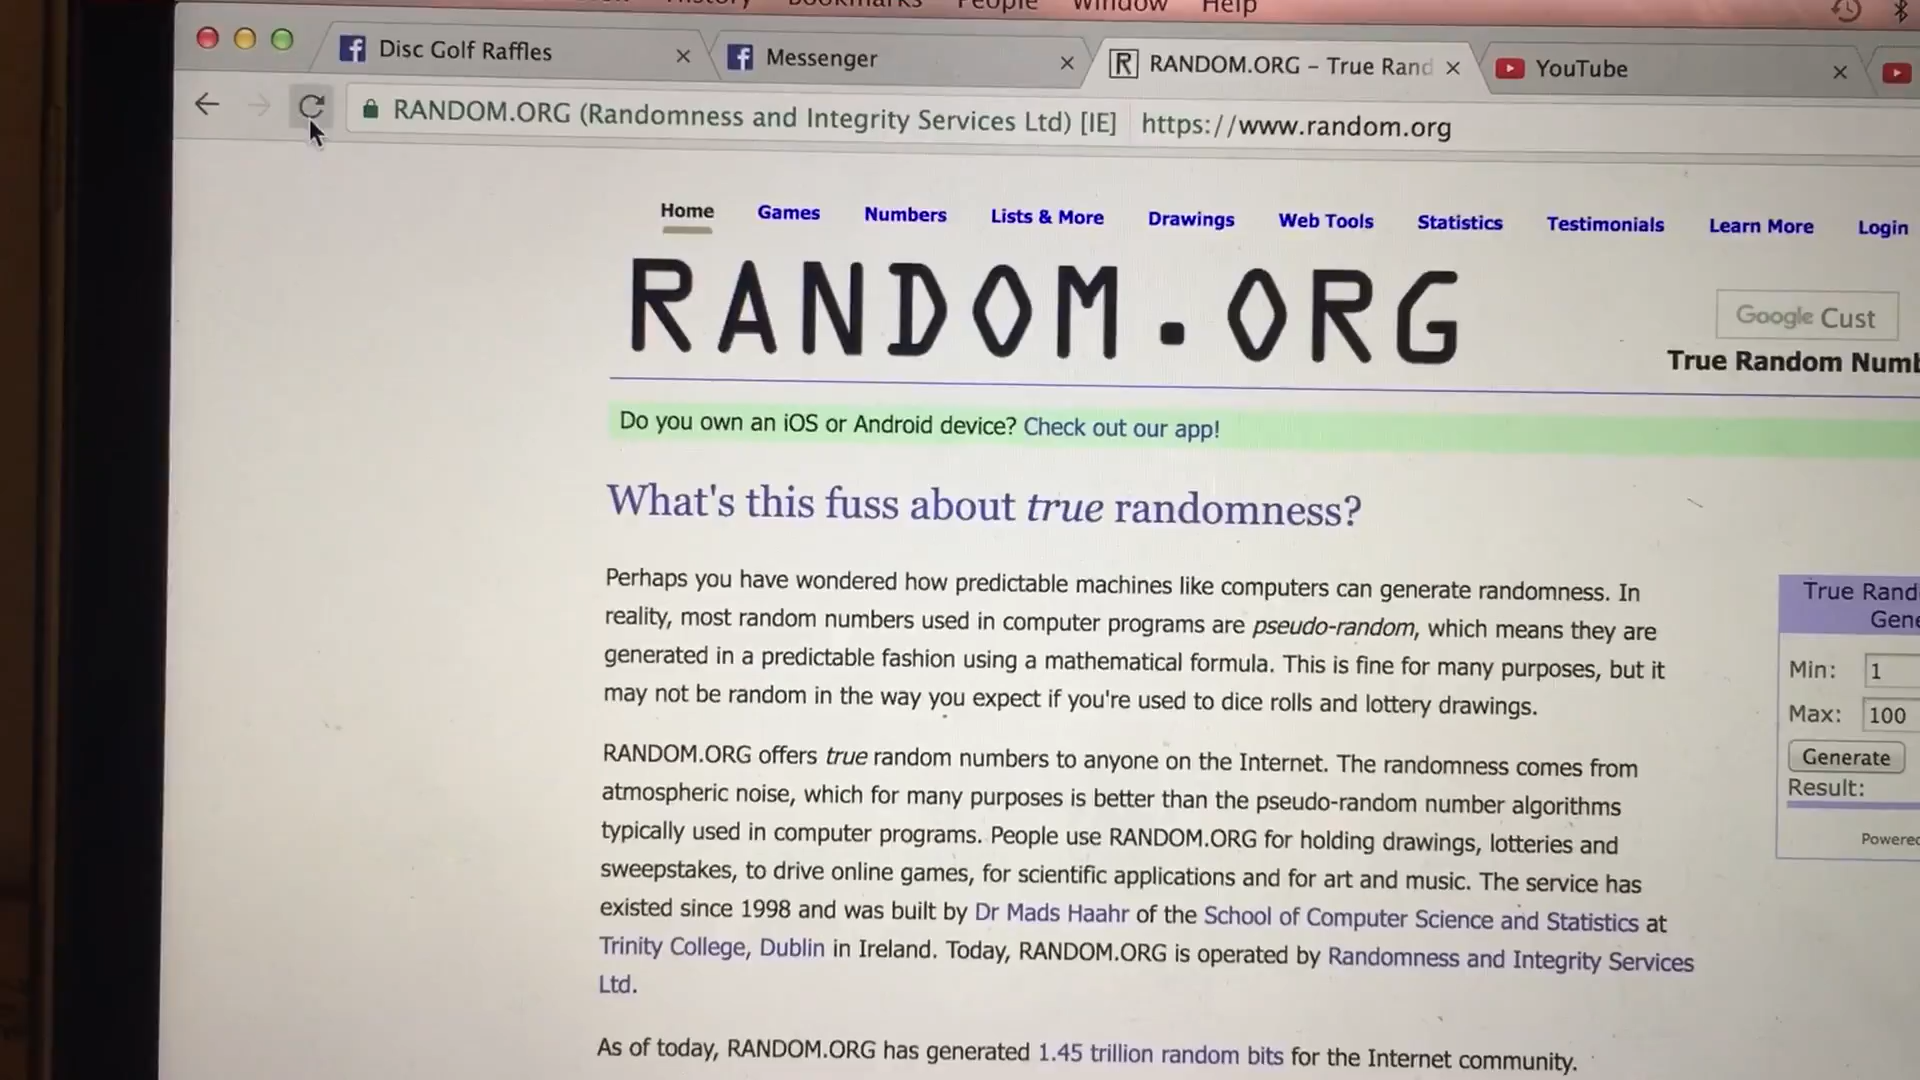 History Bookmarks People Window Help
Disc Golf Raffles
Messenger
RANDOM.ORG – True Rand
YouTube
RANDOM.ORG (Randomness and Integrity Services Ltd) [IE] https://www.random.org
Home Games Numbers Lists & More Drawings Web Tools Statistics Testimonials Learn More Login
RANDOM.ORG
Google Cust
True Random Numb
Do you own an iOS or Android device? Check out our app!
What's this fuss about true randomness?
Perhaps you have wondered how predictable machines like computers can generate randomness. In
reality, most random numbers used in computer programs are pseudo-random, which means they are
generated in a predictable fashion using a mathematical formula. This is fine for many purposes, but it
may not be random in the way you expect if you're used to dice rolls and lottery drawings.
RANDOM.ORG offers true random numbers to anyone on the Internet. The randomness comes from
atmospheric noise, which for many purposes is better than the pseudo-random number algorithms
typically used in computer programs. People use RANDOM.ORG for holding drawings, lotteries and
sweepstakes, to drive online games, for scientific applications and for art and music. The service has
existed since 1998 and was built by Dr Mads Haahr of the School of Computer Science and Statistics at
Trinity College, Dublin in Ireland. Today, RANDOM.ORG is operated by Randomness and Integrity Services
Ltd.
As of today, RANDOM.ORG has generated 1.45 trillion random bits for the Internet community.
True Rand
Gene
Min: 1
Max: 100
Generate
Result:
Powered